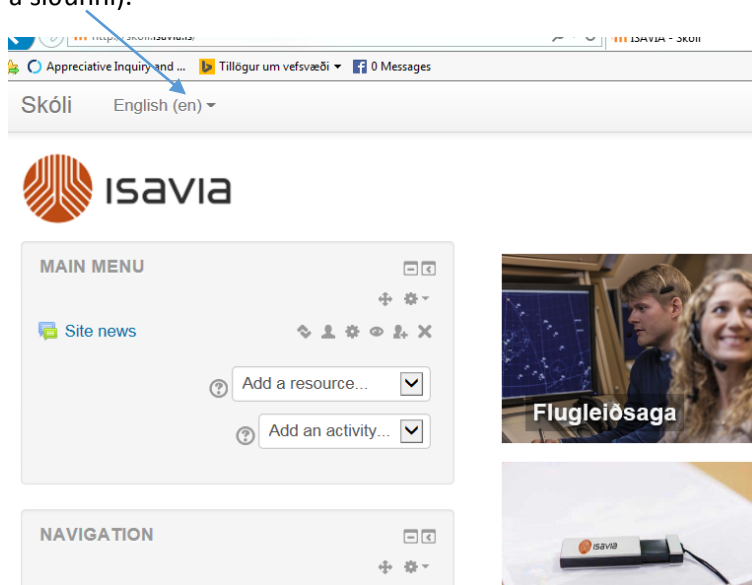 á síðunni).
ISAVIA - Skóli
Appreciative Inquiry and ...
Tillögur um vefsvæði
0 Messages
Skóli English (en)
ISAVIA
MAIN MENU
Site news
Add a resource...
Add an activity...
Flugleiðsaga
NAVIGATION
ISAVIA